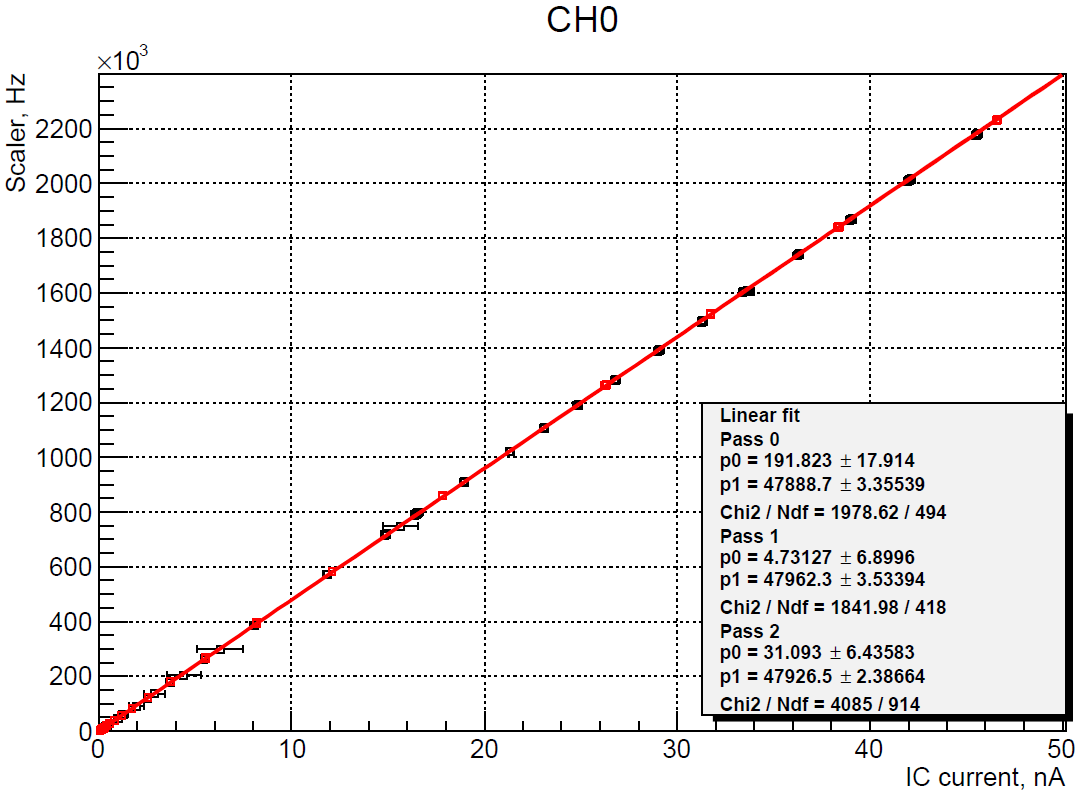 CH0
×10³
Scaler, Hz
2200
2000
1800
1600
1400
1200
1000
800
600
400
200
0
0 10 20 30 40 50
IC current, nA
Linear fit
Pass 0
p0 = 191.823 ± 17.914
p1 = 47888.7 ± 3.35539
Chi2 / Ndf = 1978.62 / 494
Pass 1
p0 = 4.73127 ± 6.8996
p1 = 47962.3 ± 3.53394
Chi2 / Ndf = 1841.98 / 418
Pass 2
p0 = 31.093 ± 6.43583
p1 = 47926.5 ± 2.38664
Chi2 / Ndf = 4085 / 914